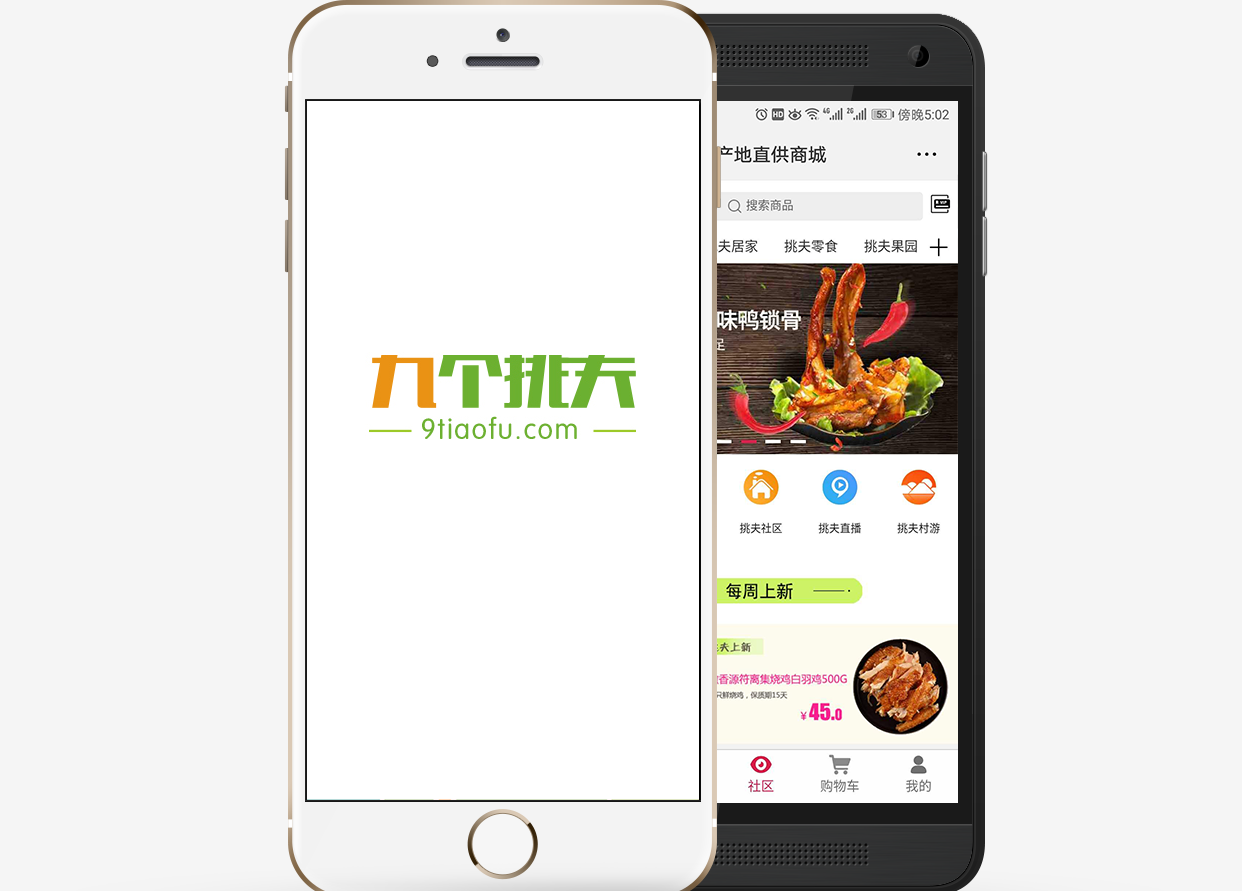 九个挑夫
9tiaofu.com
HD 4G 2G 53 傍晚5:02
产地直供商城
搜索商品
夫居家 挑夫零食 挑夫果园
味鸭锁骨
足
挑夫社区 挑夫直播 挑夫村游
每周上新
挑夫上新
香源符离集烧鸡白羽鸡500G
只鲜烧鸡，保质期15天
¥45.0
社区 购物车 我的